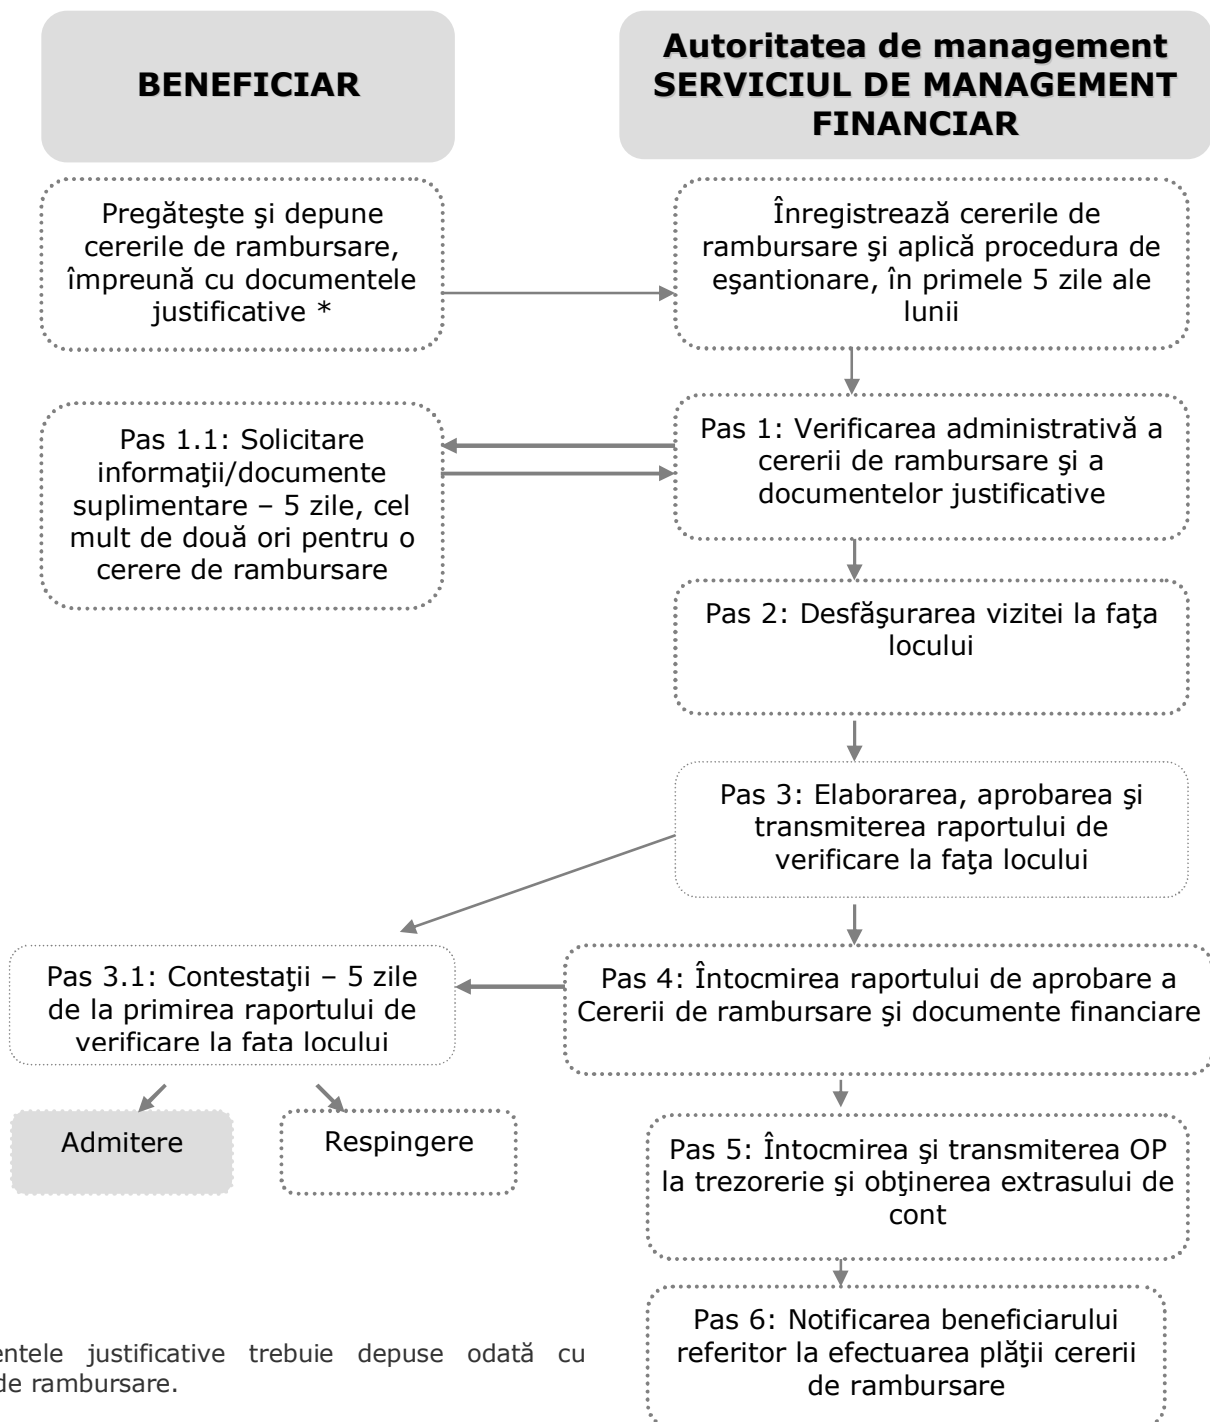 BENEFICIAR
Autoritatea de management
SERVICIUL DE MANAGEMENT
FINANCIAR
Pregăteşte şi depune
cererile de rambursare,
împreună cu documentele
justificative *
Înregistrează cererile de
rambursare şi aplică procedura de
eşantionare, în primele 5 zile ale
lunii
Pas 1.1: Solicitare
informaţii/documente
suplimentare – 5 zile, cel
mult de două ori pentru o
cerere de rambursare
Pas 1: Verificarea administrativă a
cererii de rambursare şi a
documentelor justificative
Pas 2: Desfăşurarea vizitei la faţa
locului
Pas 3: Elaborarea, aprobarea şi
transmiterea raportului de
verificare la faţa locului
Pas 3.1: Contestaţii – 5 zile
de la primirea raportului de
verificare la fata locului
Pas 4: Întocmirea raportului de aprobare a
Cererii de rambursare şi documente financiare
Admitere
Respingere
Pas 5: Întocmirea şi transmiterea OP
la trezorerie şi obţinerea extrasului de
cont
Pas 6: Notificarea beneficiarului
referitor la efectuarea plăţii cererii
de rambursare
entele justificative trebuie depuse odată cu
de rambursare.